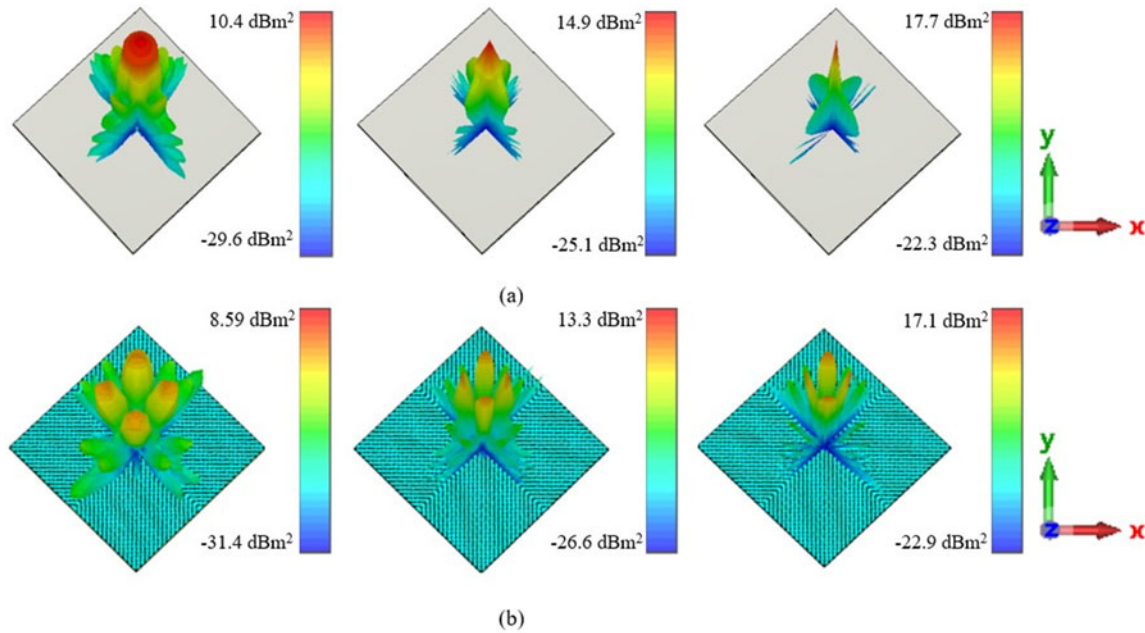 10.4 dBm²
14.9 dBm²
17.7 dBm²
-29.6 dBm²
-25.1 dBm²
-22.3 dBm²
y
z
x
(a)
8.59 dBm²
13.3 dBm²
17.1 dBm²
-31.4 dBm²
-26.6 dBm²
-22.9 dBm²
y
z
x
(b)